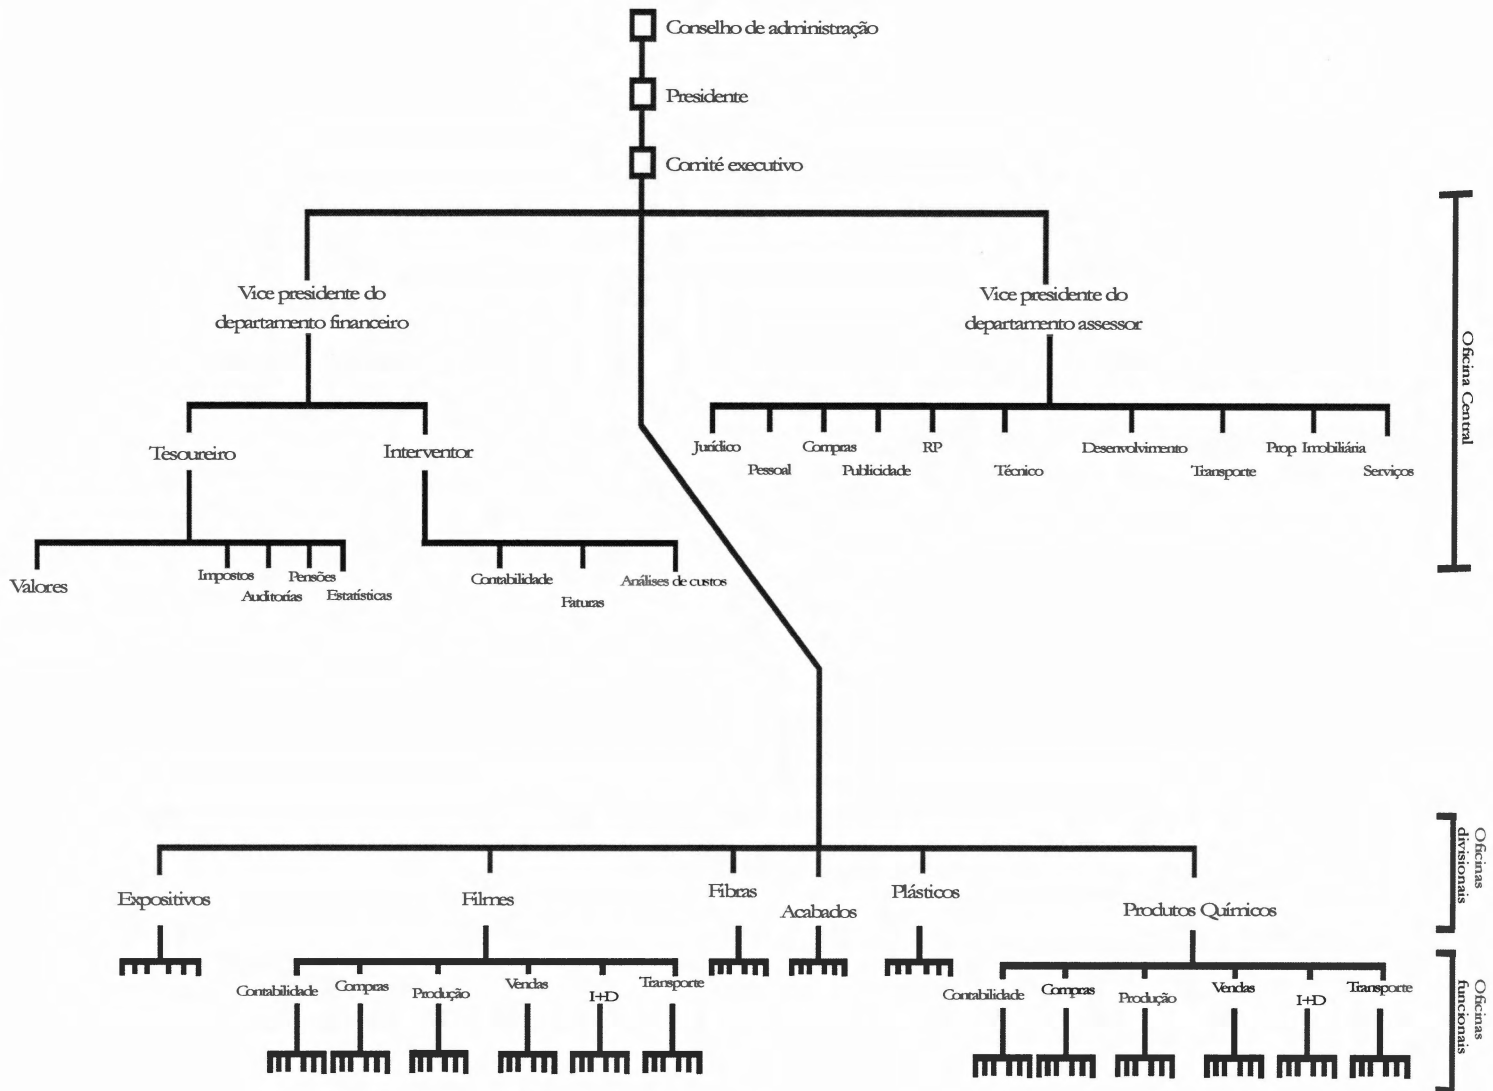 Conselho de administração
Presidente
Comité executivo
Vice presidente do
departamento financeiro
Vice presidente do
departamento assessor
Oficina Central
Tesoureiro
Interventor
Jurídico
Pessoal
Compras
Publicidade
RP
Técnico
Desenvolvimento
Transporte
Prop. Imobiliária
Serviços
Valores
Impostos
Auditorías
Pensões
Estatísticas
Contabilidade
Faturas
Análises de custos
Oficinas
divisionais
Expositivos
Filmes
Fibras
Acabados
Plásticos
Produtos Químicos
Oficinas
funcionais
Contabilidade
Compras
Produção
Vendas
I+D
Transporte
Contabilidade
Compras
Produção
Vendas
I+D
Transporte